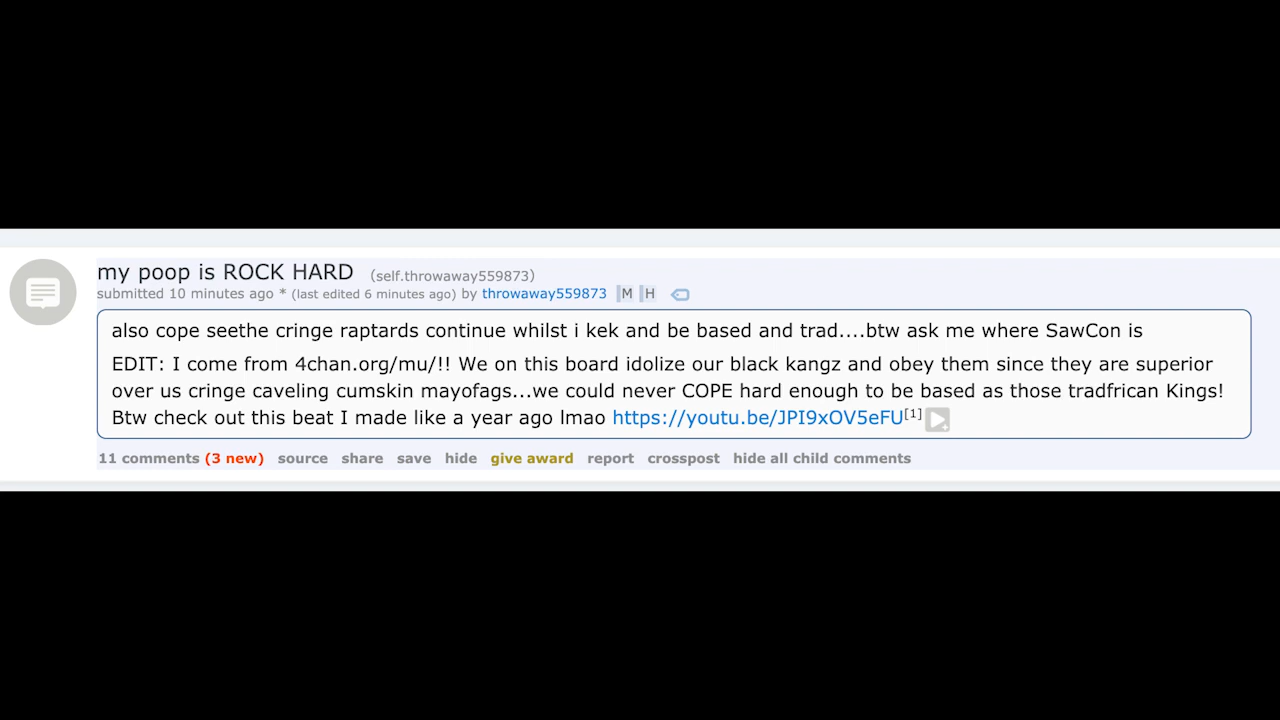 my poop is ROCK HARD (self.throwaway559873)
submitted 10 minutes ago * (last edited 6 minutes ago) by throwaway559873 M H
also cope seethe cringe raptards continue whilst i kek and be based and trad....btw ask me where SawCon is
EDIT: I come from 4chan.org/mu/!! We on this board idolize our black kangz and obey them since they are superior
over us cringe caveling cumskin mayofags...we could never COPE hard enough to be based as those tradfrican Kings!
Btw check out this beat I made like a year ago lmao https://youtu.be/JPI9xOV5eFU[1]
11 comments (3 new) source share save hide give award report crosspost hide all child comments